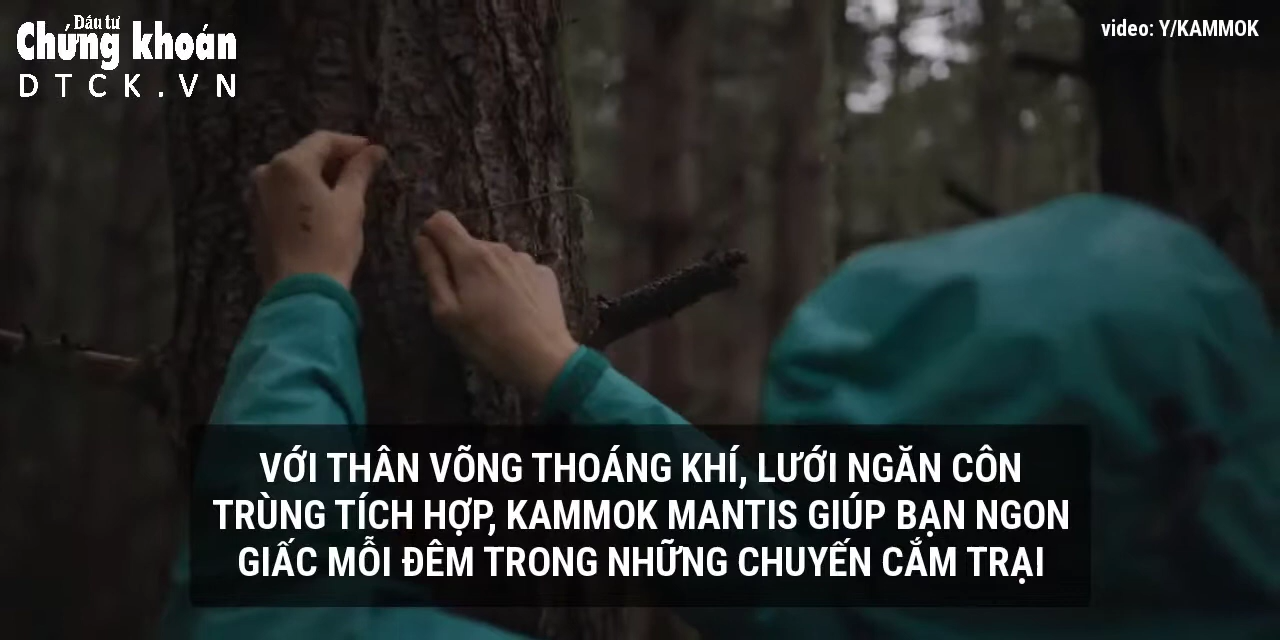 Đầu tư
Chứng khoán
DTCK.VN
video: Y/KAMMOK
VỚI THÂN VÕNG THOÁNG KHÍ, LƯỚI NGĂN CÔN
TRÙNG TÍCH HỢP, KAMMOK MANTIS GIÚP BẠN NGON
GIẤC MỖI ĐÊM TRONG NHỮNG CHUYẾN CẮM TRẠI